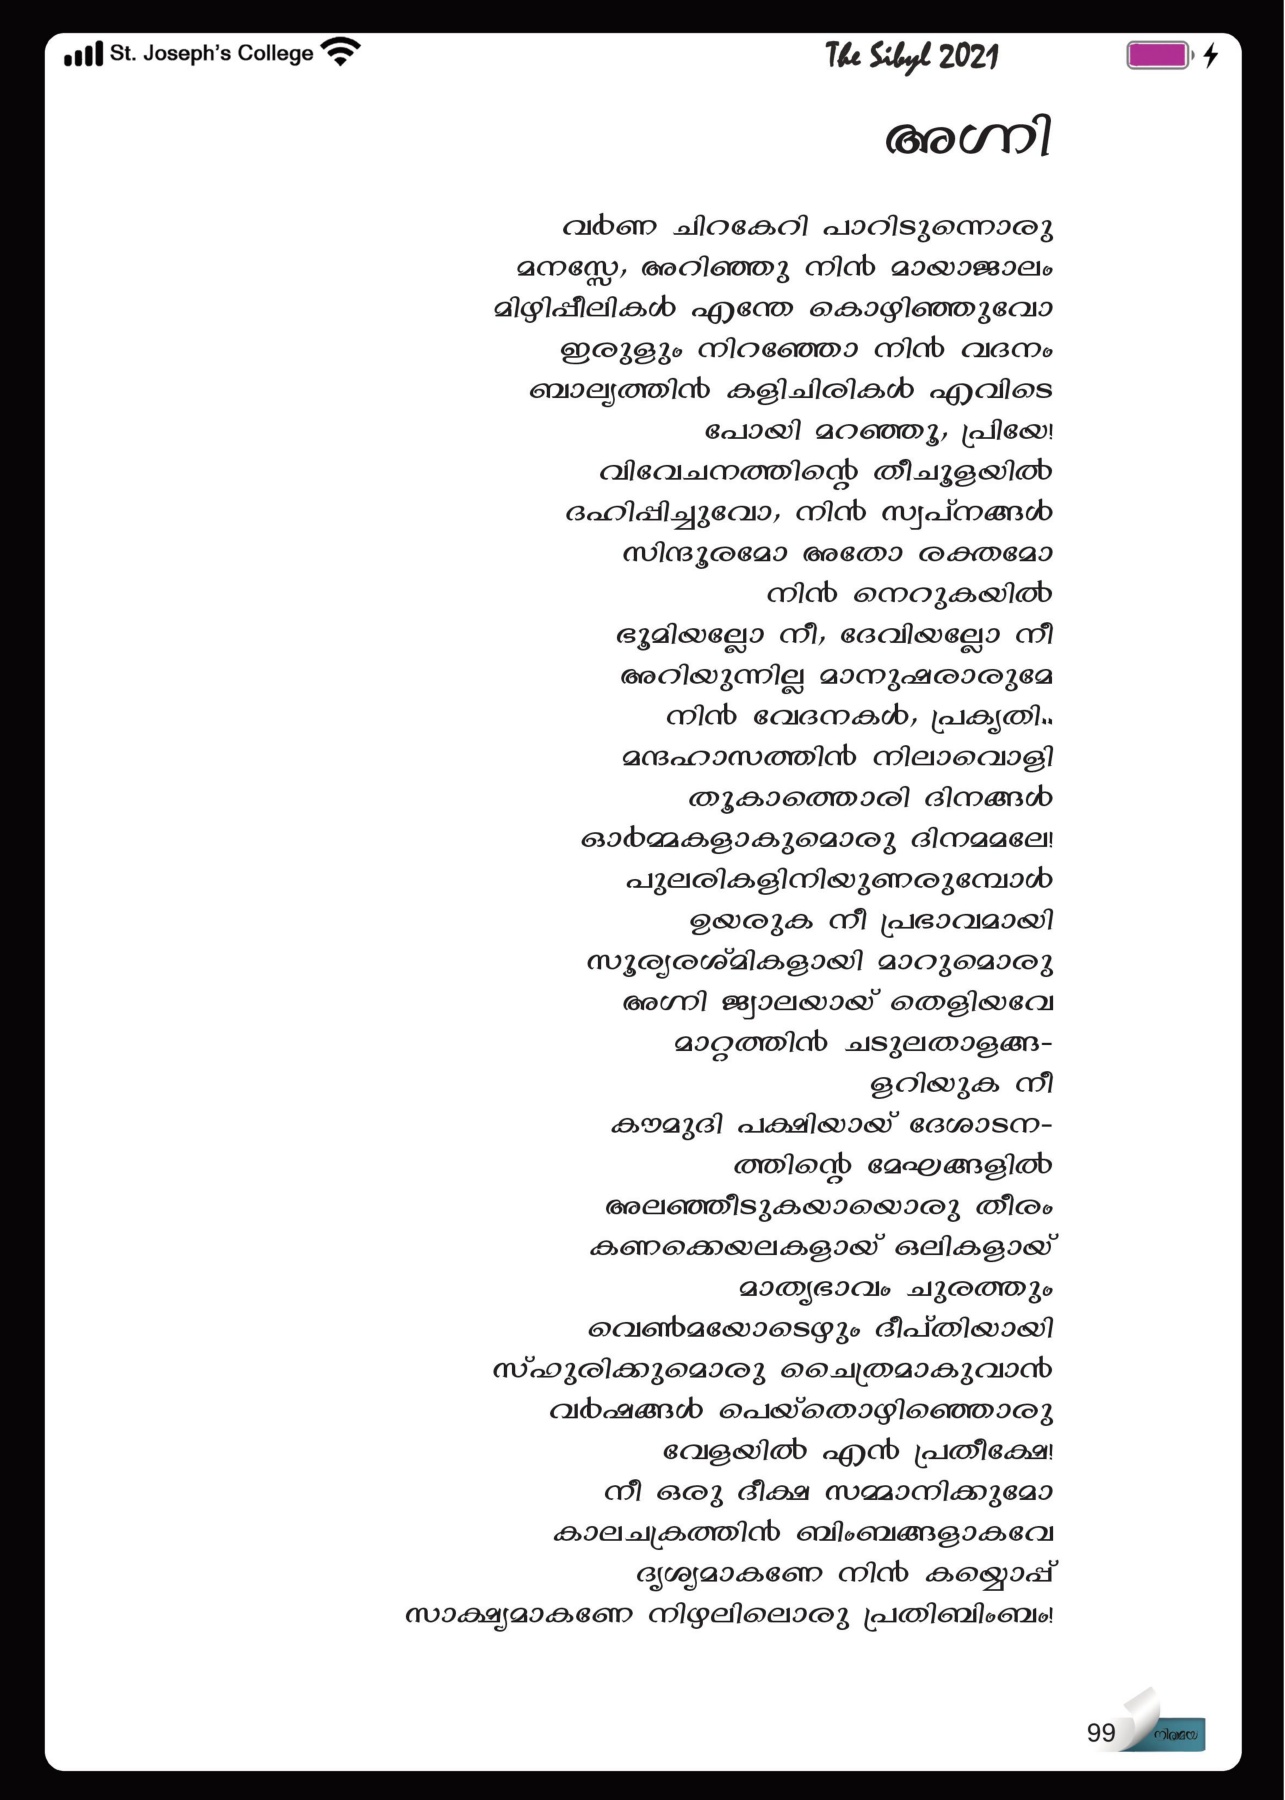 St. Joseph's College
The Sibyl 2021
അഗ്നി
വർണ ചിറകേറി പാറിടുന്നൊരു
മനസ്സേ, അറിഞ്ഞു നിൻ മായാജാലം
മിഴിപ്പീലികൾ എന്തേ കൊഴിഞ്ഞുവോ
ഇരുളും നിറഞ്ഞോ നിൻ വദനം
ബാല്യത്തിൻ കളിചിരികൾ എവിടെ
പോയി മറഞ്ഞൂ, പ്രിയേ!
വിവേചനത്തിന്റെ തീചൂളയിൽ
ദഹിപ്പിച്ചുവോ, നിൻ സ്വപ്നങ്ങൾ
സിന്ദൂരമോ അതോ രക്തമോ
നിൻ നെറുകയിൽ
ഭൂമിയല്ലോ നീ, ദേവിയല്ലോ നീ
അറിയുന്നില്ല മാനുഷരാരുമേ
നിൻ വേദനകൾ, പ്രകൃതി..
മന്ദഹാസത്തിൻ നിലാവൊളി
തൂകാത്തൊരി ദിനങ്ങൾ
ഓർമ്മകളാകുമൊരു ദിനമമലേ!
പുലരികളിനിയുണരുമ്പോൾ
ഉയരുക നീ പ്രഭാവമായി
സൂര്യരശ്മികളായി മാറുമൊരു
അഗ്നി ജ്വാലയായ് തെളിയവേ
മാറ്റത്തിൻ ചടുലതാളങ്ങ-
ളറിയുക നീ
കൗമുദി പക്ഷിയായ് ദേശാടന-
ത്തിന്റെ മേഘങ്ങളിൽ
അലഞ്ഞീടുകയായൊരു തീരം
കണക്കെയലകളായ് ഒലികളായ്
മാതൃഭാവം ചുരത്തും
വെൺമയോടെഴും ദീപ്തിയായി
സ്ഫുരിക്കുമൊരു ചൈത്രമാകുവാൻ
വർഷങ്ങൾ പെയ്തൊഴിഞ്ഞൊരു
വേളയിൽ എൻ പ്രതീക്ഷേ!
നീ ഒരു ദീക്ഷ സമ്മാനിക്കുമോ
കാലചക്രത്തിൻ ബിംബങ്ങളാകവേ
ദൃശ്യമാകണേ നിൻ കയ്യൊപ്പ്
സാക്ഷ്യമാകണേ നിഴലിലൊരു പ്രതിബിംബം!
99